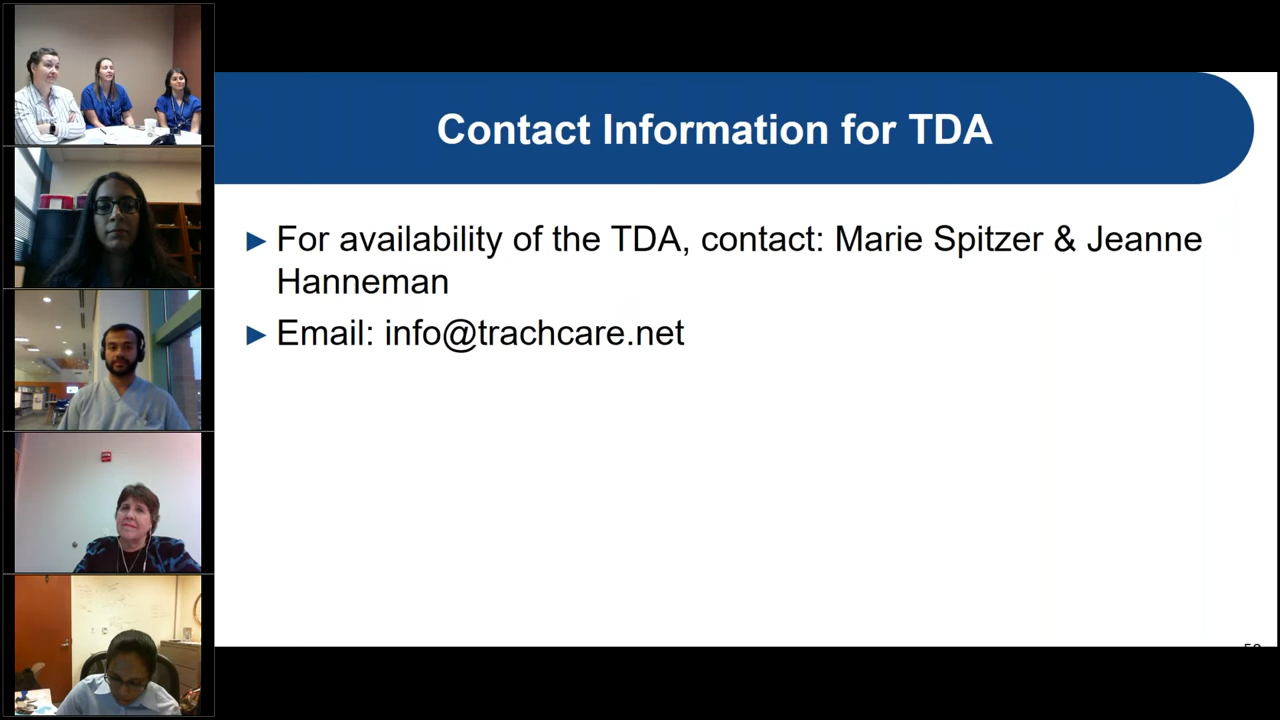 Contact Information for TDA
► For availability of the TDA, contact: Marie Spitzer & Jeanne
Hanneman
► Email: info@trachcare.net